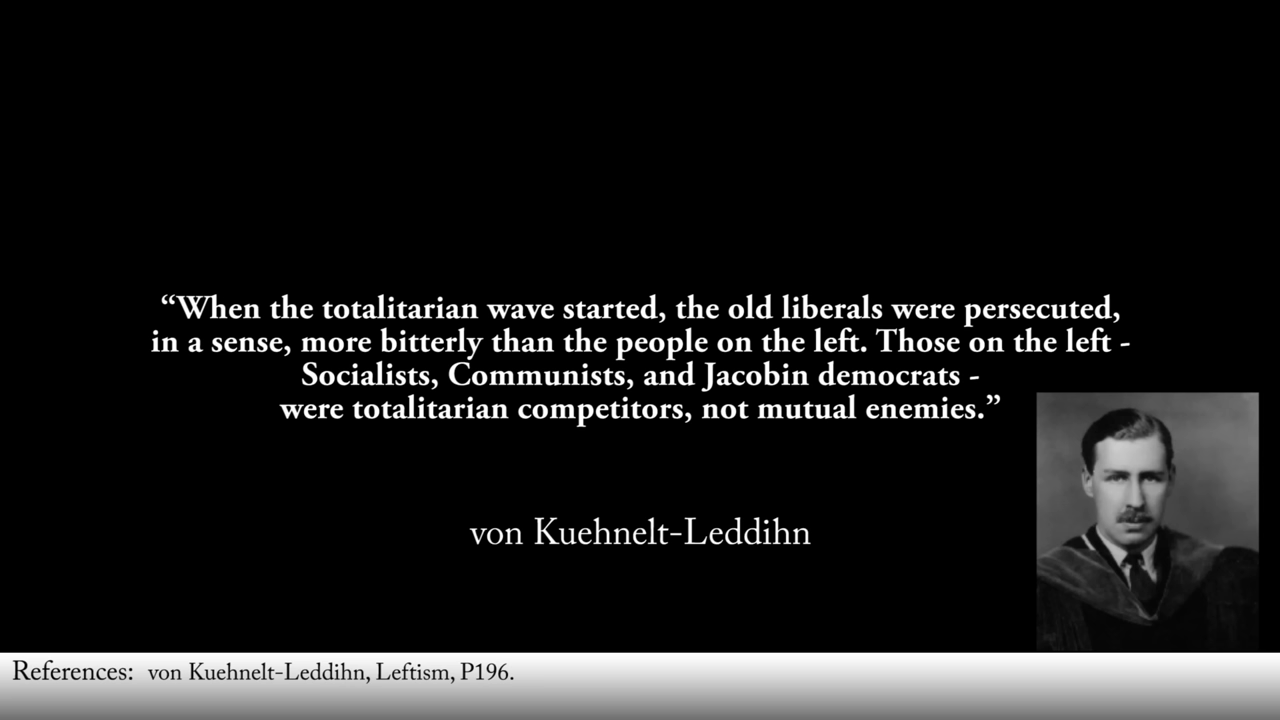 “When the totalitarian wave started, the old liberals were persecuted,
in a sense, more bitterly than the people on the left. Those on the left -
Socialists, Communists, and Jacobin democrats -
were totalitarian competitors, not mutual enemies.”
von Kuehnelt-Leddihn
References: von Kuehnelt-Leddihn, Leftism, P196.